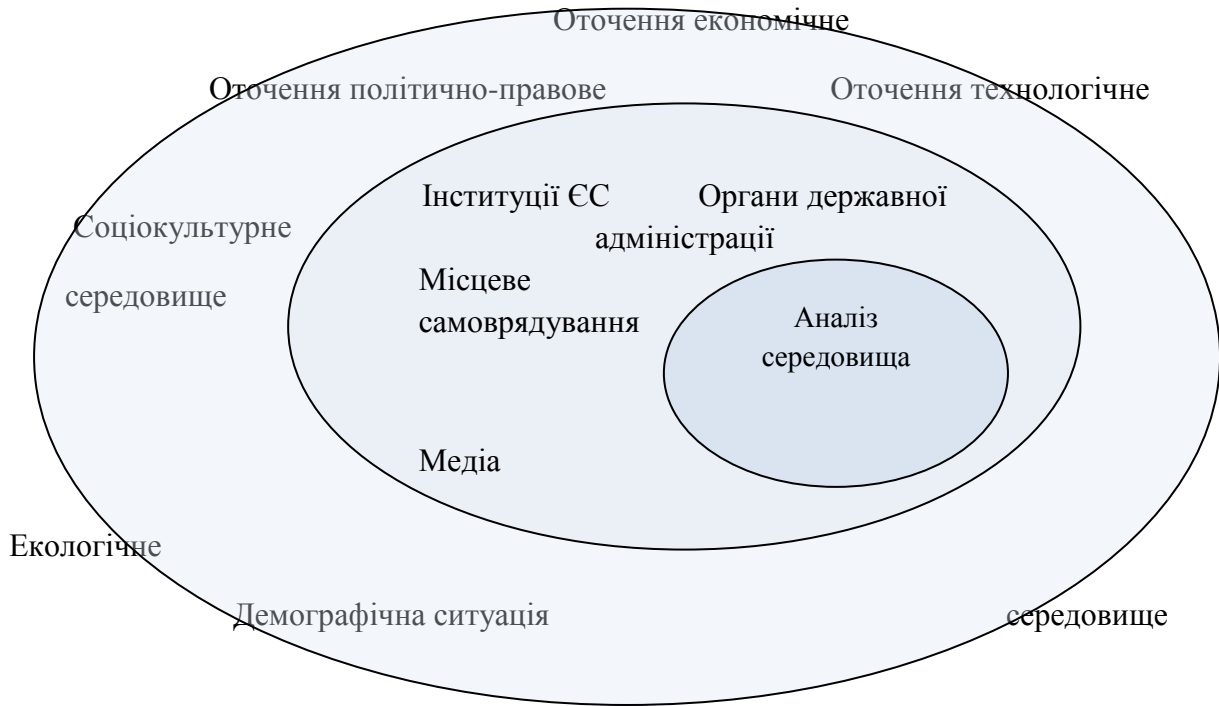 Оточення економічне
Оточення політично-правове Оточення технологічне
Інституції ЄС Органи державної
адміністрації
Соціокультурне
середовище
Місцеве
самоврядування
Аналіз
середовища
Медіа
Екологічне
Демографічна ситуація середовище